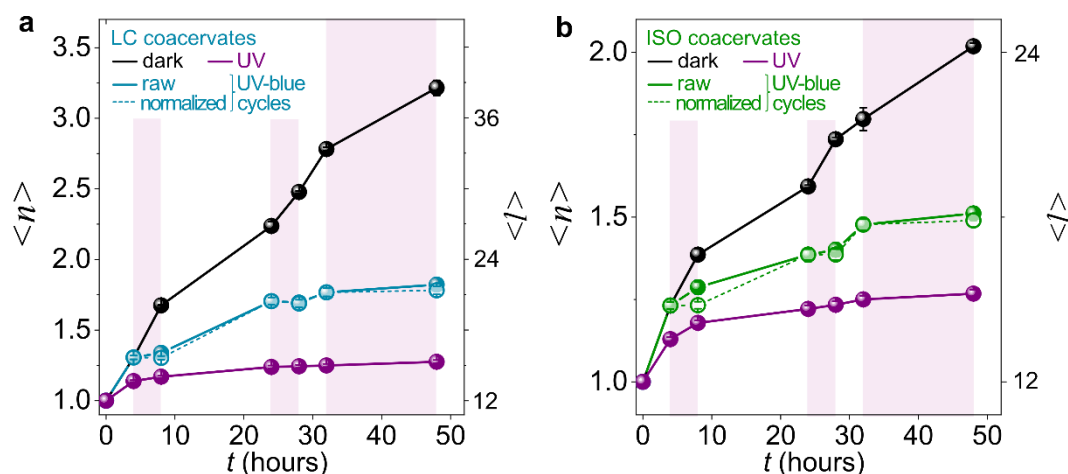 a
LC coacervates
dark UV
raw UV-blue
normalized cycles
3.5
3.0
2.5
2.0
1.5
1.0
<n>
36
24
12
<l>
0 10 20 30 40 50
t (hours)
b
ISO coacervates
dark UV
raw UV-blue
normalized cycles
2.0
1.5
1.0
<n>
24
12
<l>
0 10 20 30 40 50
t (hours)